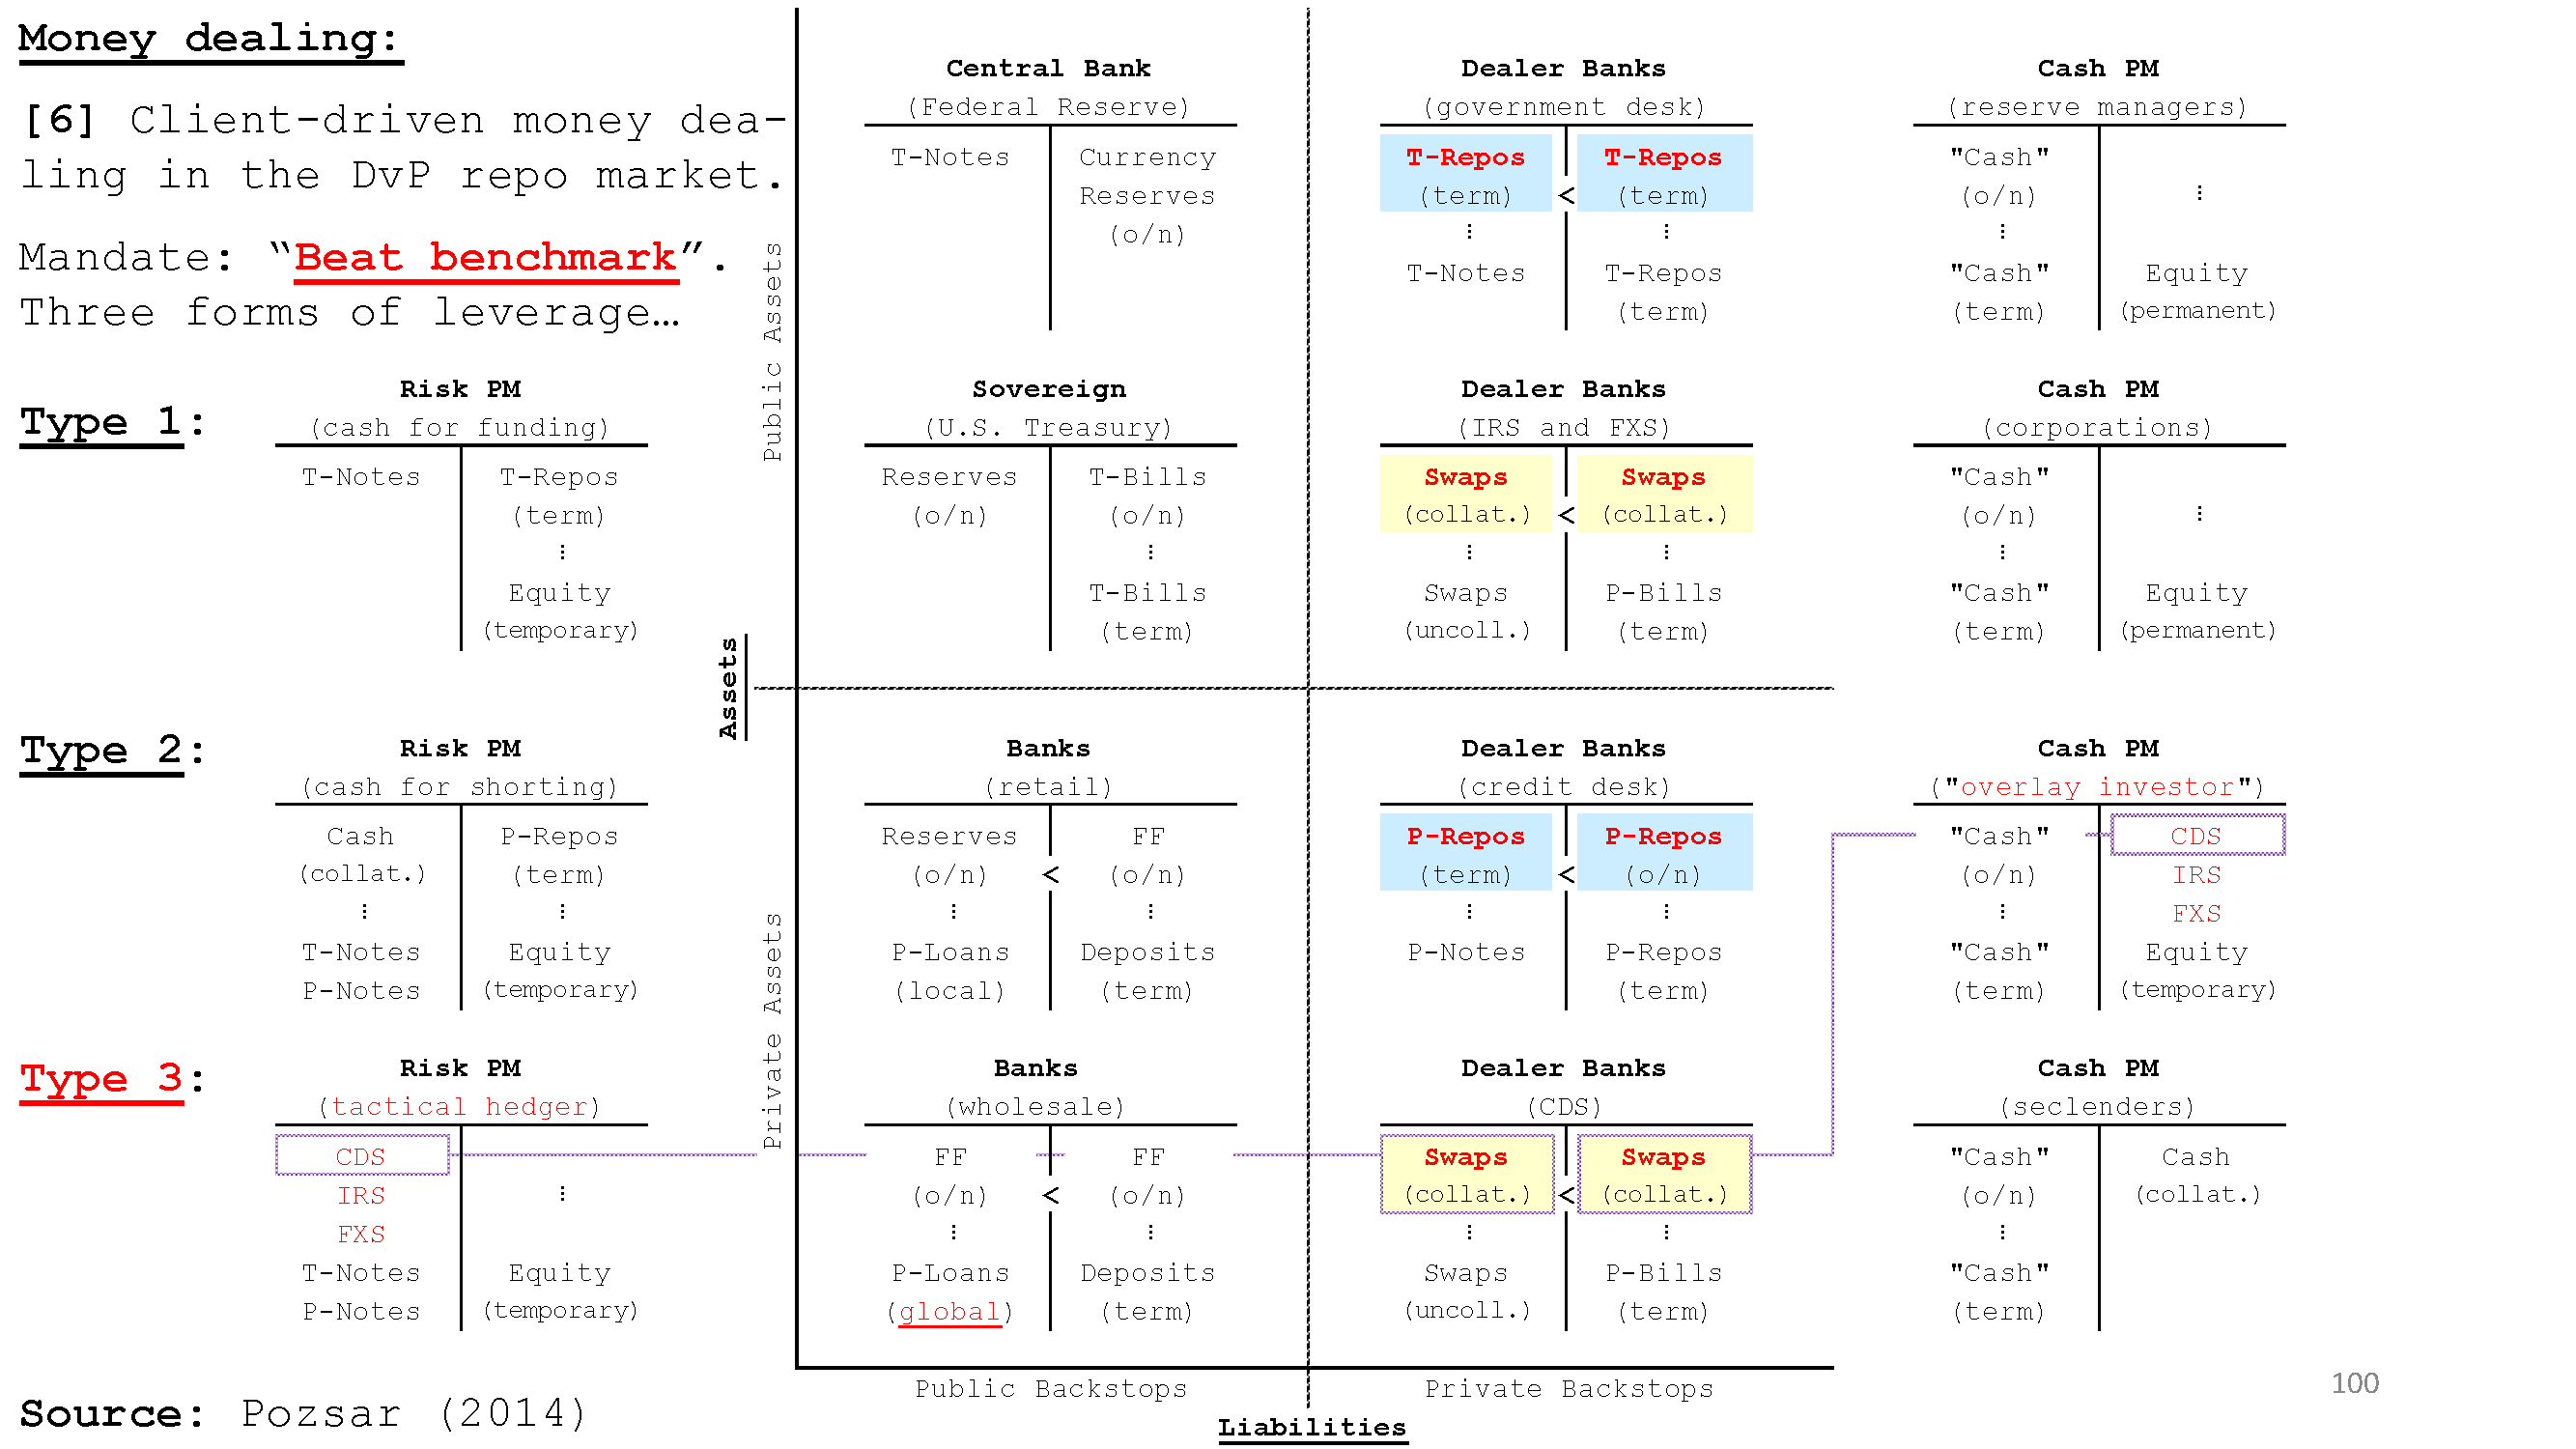 Money dealing:
[6] Client-driven money dea-
ling in the DvP repo market.
Mandate: “Beat benchmark”.
Three forms of leverage…
Type 1:
Risk PM
(cash for funding)
T-Notes T-Repos
(term)
⋮
Equity
(temporary)
Type 2:
Risk PM
(cash for shorting)
Cash P-Repos
(collat.) (term)
⋮ ⋮
T-Notes Equity
P-Notes (temporary)
Type 3:
Risk PM
(tactical hedger)
CDS
IRS ⋮
FXS
T-Notes Equity
P-Notes (temporary)
Source: Pozsar (2014)
Assets
Public Assets
Private Assets
Central Bank
(Federal Reserve)
T-Notes Currency
Reserves
(o/n)
Sovereign
(U.S. Treasury)
Reserves T-Bills
(o/n) (o/n)
⋮
T-Bills
(term)
Banks
(retail)
Reserves FF
(o/n) < (o/n)
⋮ ⋮
P-Loans Deposits
(local) (term)
Banks
(wholesale)
FF FF
(o/n) < (o/n)
⋮ ⋮
P-Loans Deposits
(global) (term)
Dealer Banks
(government desk)
T-Repos T-Repos
(term) < (term)
⋮ ⋮
T-Notes T-Repos
(term)
Dealer Banks
(IRS and FXS)
Swaps Swaps
(collat.) < (collat.)
⋮ ⋮
Swaps P-Bills
(uncoll.) (term)
Dealer Banks
(credit desk)
P-Repos P-Repos
(term) < (o/n)
⋮ ⋮
P-Notes P-Repos
(term)
Dealer Banks
(CDS)
Swaps Swaps
(collat.) < (collat.)
⋮ ⋮
Swaps P-Bills
(uncoll.) (term)
Cash PM
(reserve managers)
"Cash"
(o/n) ⋮
⋮
"Cash" Equity
(term) (permanent)
Cash PM
(corporations)
"Cash"
(o/n) ⋮
⋮
"Cash" Equity
(term) (permanent)
Cash PM
("overlay investor")
"Cash" CDS
(o/n) IRS
⋮ FXS
"Cash" Equity
(term) (temporary)
Cash PM
(seclenders)
"Cash" Cash
(o/n) (collat.)
⋮
"Cash"
(term)
Public Backstops Private Backstops
Liabilities
100